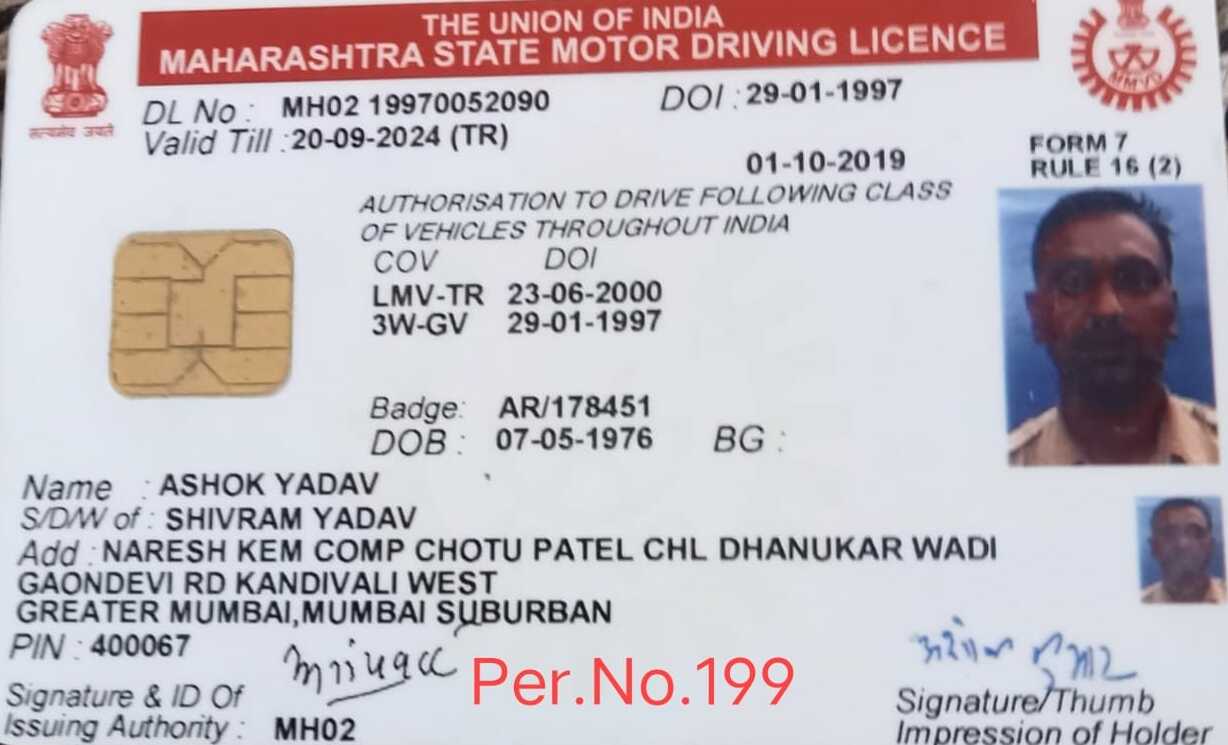 THE UNION OF INDIA
MAHARASHTRA STATE MOTOR DRIVING LICENCE
सत्यमेव जयते
MMVD
DL No : MH02 19970052090 DOI : 29-01-1997
Valid Till : 20-09-2024 (TR)
01-10-2019
FORM 7
RULE 16 (2)
AUTHORISATION TO DRIVE FOLLOWING CLASS
OF VEHICLES THROUGHOUT INDIA
COV DOI
LMV-TR 23-06-2000
3W-GV 29-01-1997
Badge: AR/178451
DOB : 07-05-1976 BG :
Name : ASHOK YADAV
S/D/W of : SHIVRAM YADAV
Add : NARESH KEM COMP CHOTU PATEL CHL DHANUKAR WADI
GAONDEVI RD KANDIVALI WEST
GREATER MUMBAI,MUMBAI SUBURBAN
PIN : 400067
Per.No.199
Signature & ID Of
Issuing Authority : MH02
Signature/Thumb
Impression of Holder